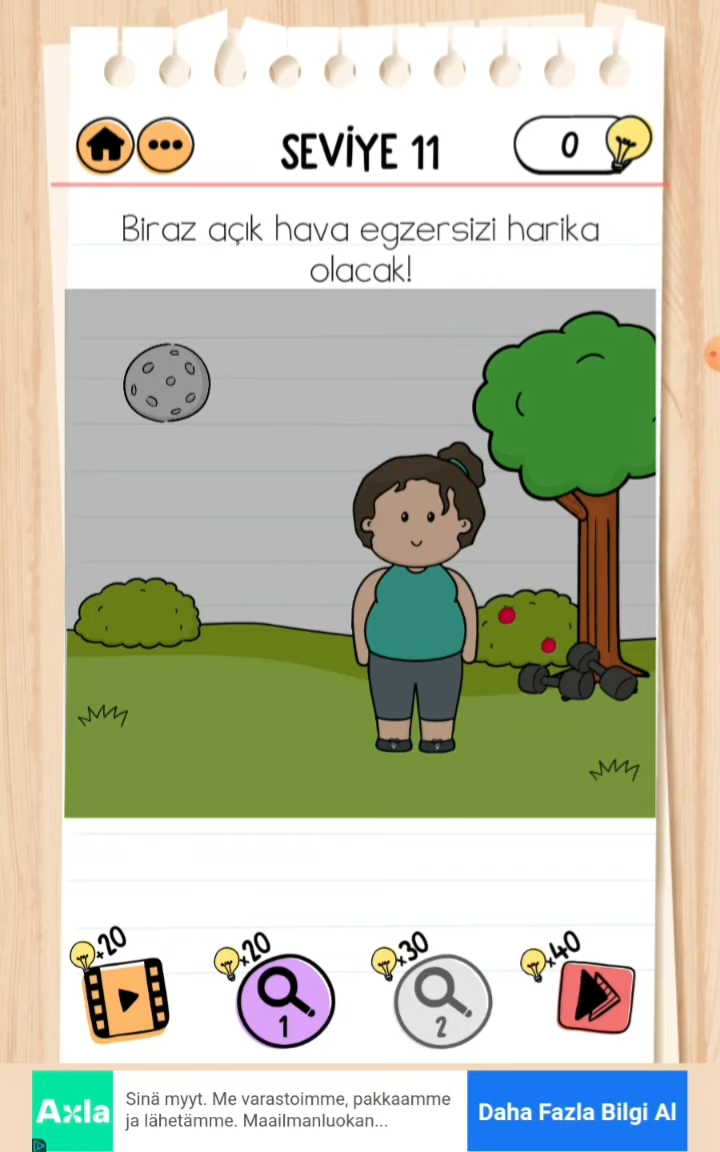 SEVİYE 11
0
Biraz açık hava egzersizi harika
olacak!
+20
x20
x30
x40
1
2
Axla
Sinä myyt. Me varastoimme, pakkaamme
ja lähetämme. Maailmanluokan...
Daha Fazla Bilgi Al